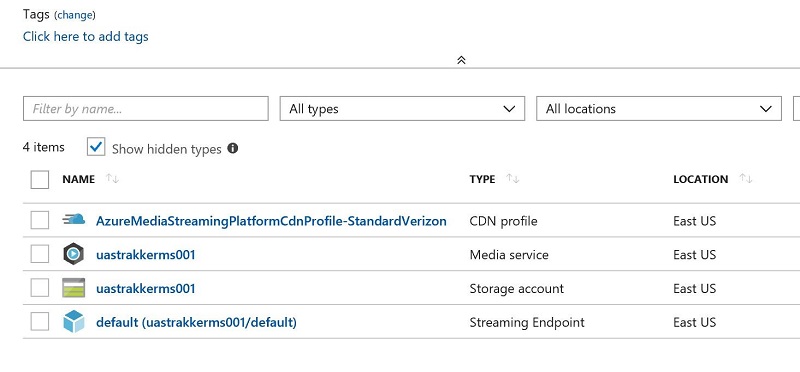 Tags (change)
Click here to add tags
Filter by name... All types All locations
4 items Show hidden types
NAME TYPE LOCATION
AzureMediaStreamingPlatformCdnProfile-StandardVerizon CDN profile East US
uastrakkerms001 Media service East US
uastrakkerms001 Storage account East US
default (uastrakkerms001/default) Streaming Endpoint East US